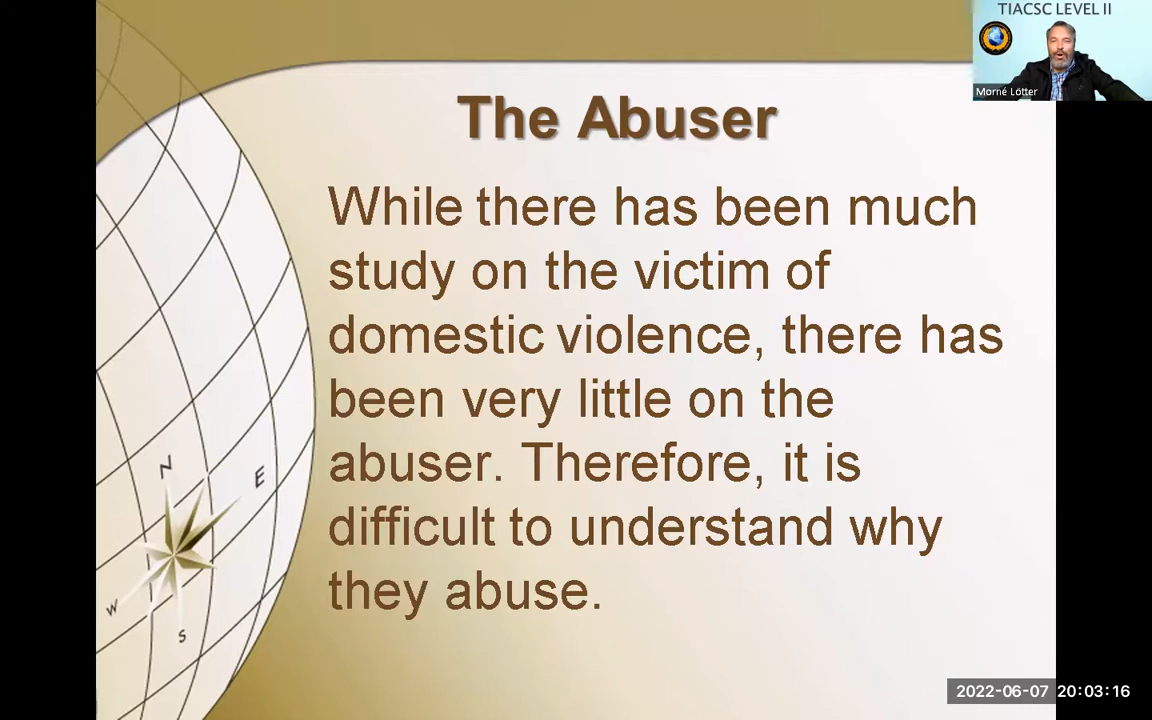 TIACSC LEVEL II
Morné Lötter
The Abuser
While there has been much
study on the victim of
domestic violence, there has
been very little on the
abuser. Therefore, it is
difficult to understand why
they abuse.
N
E
W
S
2022-06-07 20:03:16